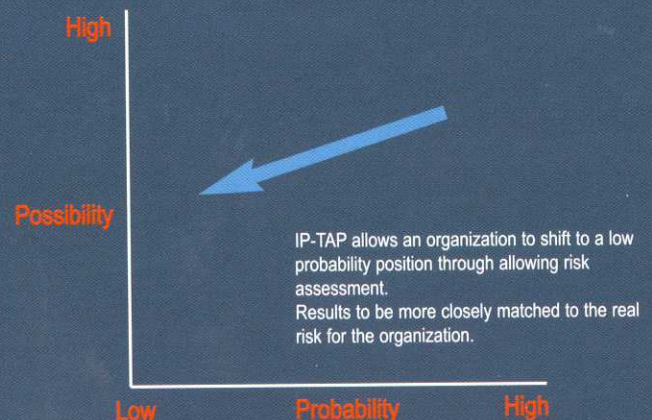 High
Possibility
IP-TAP allows an organization to shift to a low
probability position through allowing risk
assessment.
Results to be more closely matched to the real
risk for the organization.
Low Probability High